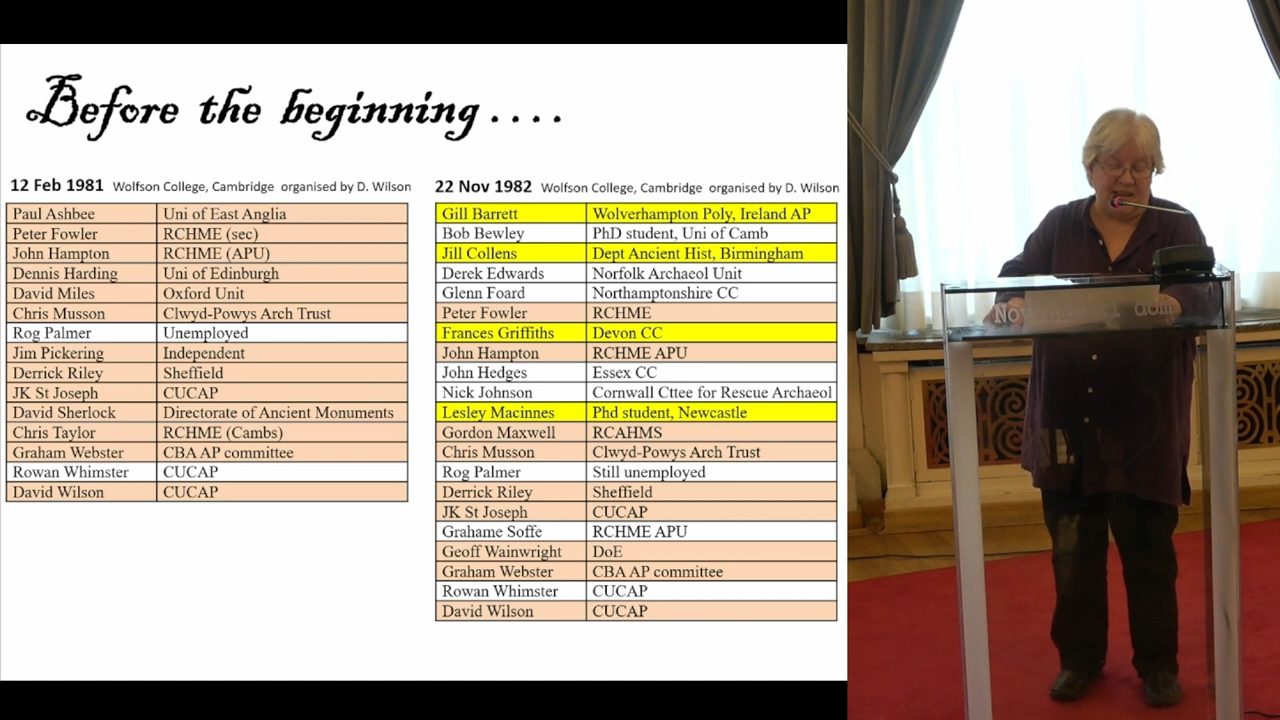 Before the beginning....
12 Feb 1981 Wolfson College, Cambridge organised by D. Wilson
Paul Ashbee Uni of East Anglia
Peter Fowler RCHME (sec)
John Hampton RCHME (APU)
Dennis Harding Uni of Edinburgh
David Miles Oxford Unit
Chris Musson Clwyd-Powys Arch Trust
Rog Palmer Unemployed
Jim Pickering Independent
Derrick Riley Sheffield
JK St Joseph CUCAP
David Sherlock Directorate of Ancient Monuments
Chris Taylor RCHME (Cambs)
Graham Webster CBA AP committee
Rowan Whimster CUCAP
David Wilson CUCAP
22 Nov 1982 Wolfson College, Cambridge organised by D. Wilson
Gill Barrett Wolverhampton Poly, Ireland AP
Bob Bewley PhD student, Uni of Camb
Jill Collens Dept Ancient Hist, Birmingham
Derek Edwards Norfolk Archaeol Unit
Glenn Foard Northamptonshire CC
Peter Fowler RCHME
Frances Griffiths Devon CC
John Hampton RCHME APU
John Hedges Essex CC
Nick Johnson Cornwall Cttee for Rescue Archaeol
Lesley Macinnes Phd student, Newcastle
Gordon Maxwell RCAHMS
Chris Musson Clwyd-Powys Arch Trust
Rog Palmer Still unemployed
Derrick Riley Sheffield
JK St Joseph CUCAP
Grahame Soffe RCHME APU
Geoff Wainwright DoE
Graham Webster CBA AP committee
Rowan Whimster CUCAP
David Wilson CUCAP